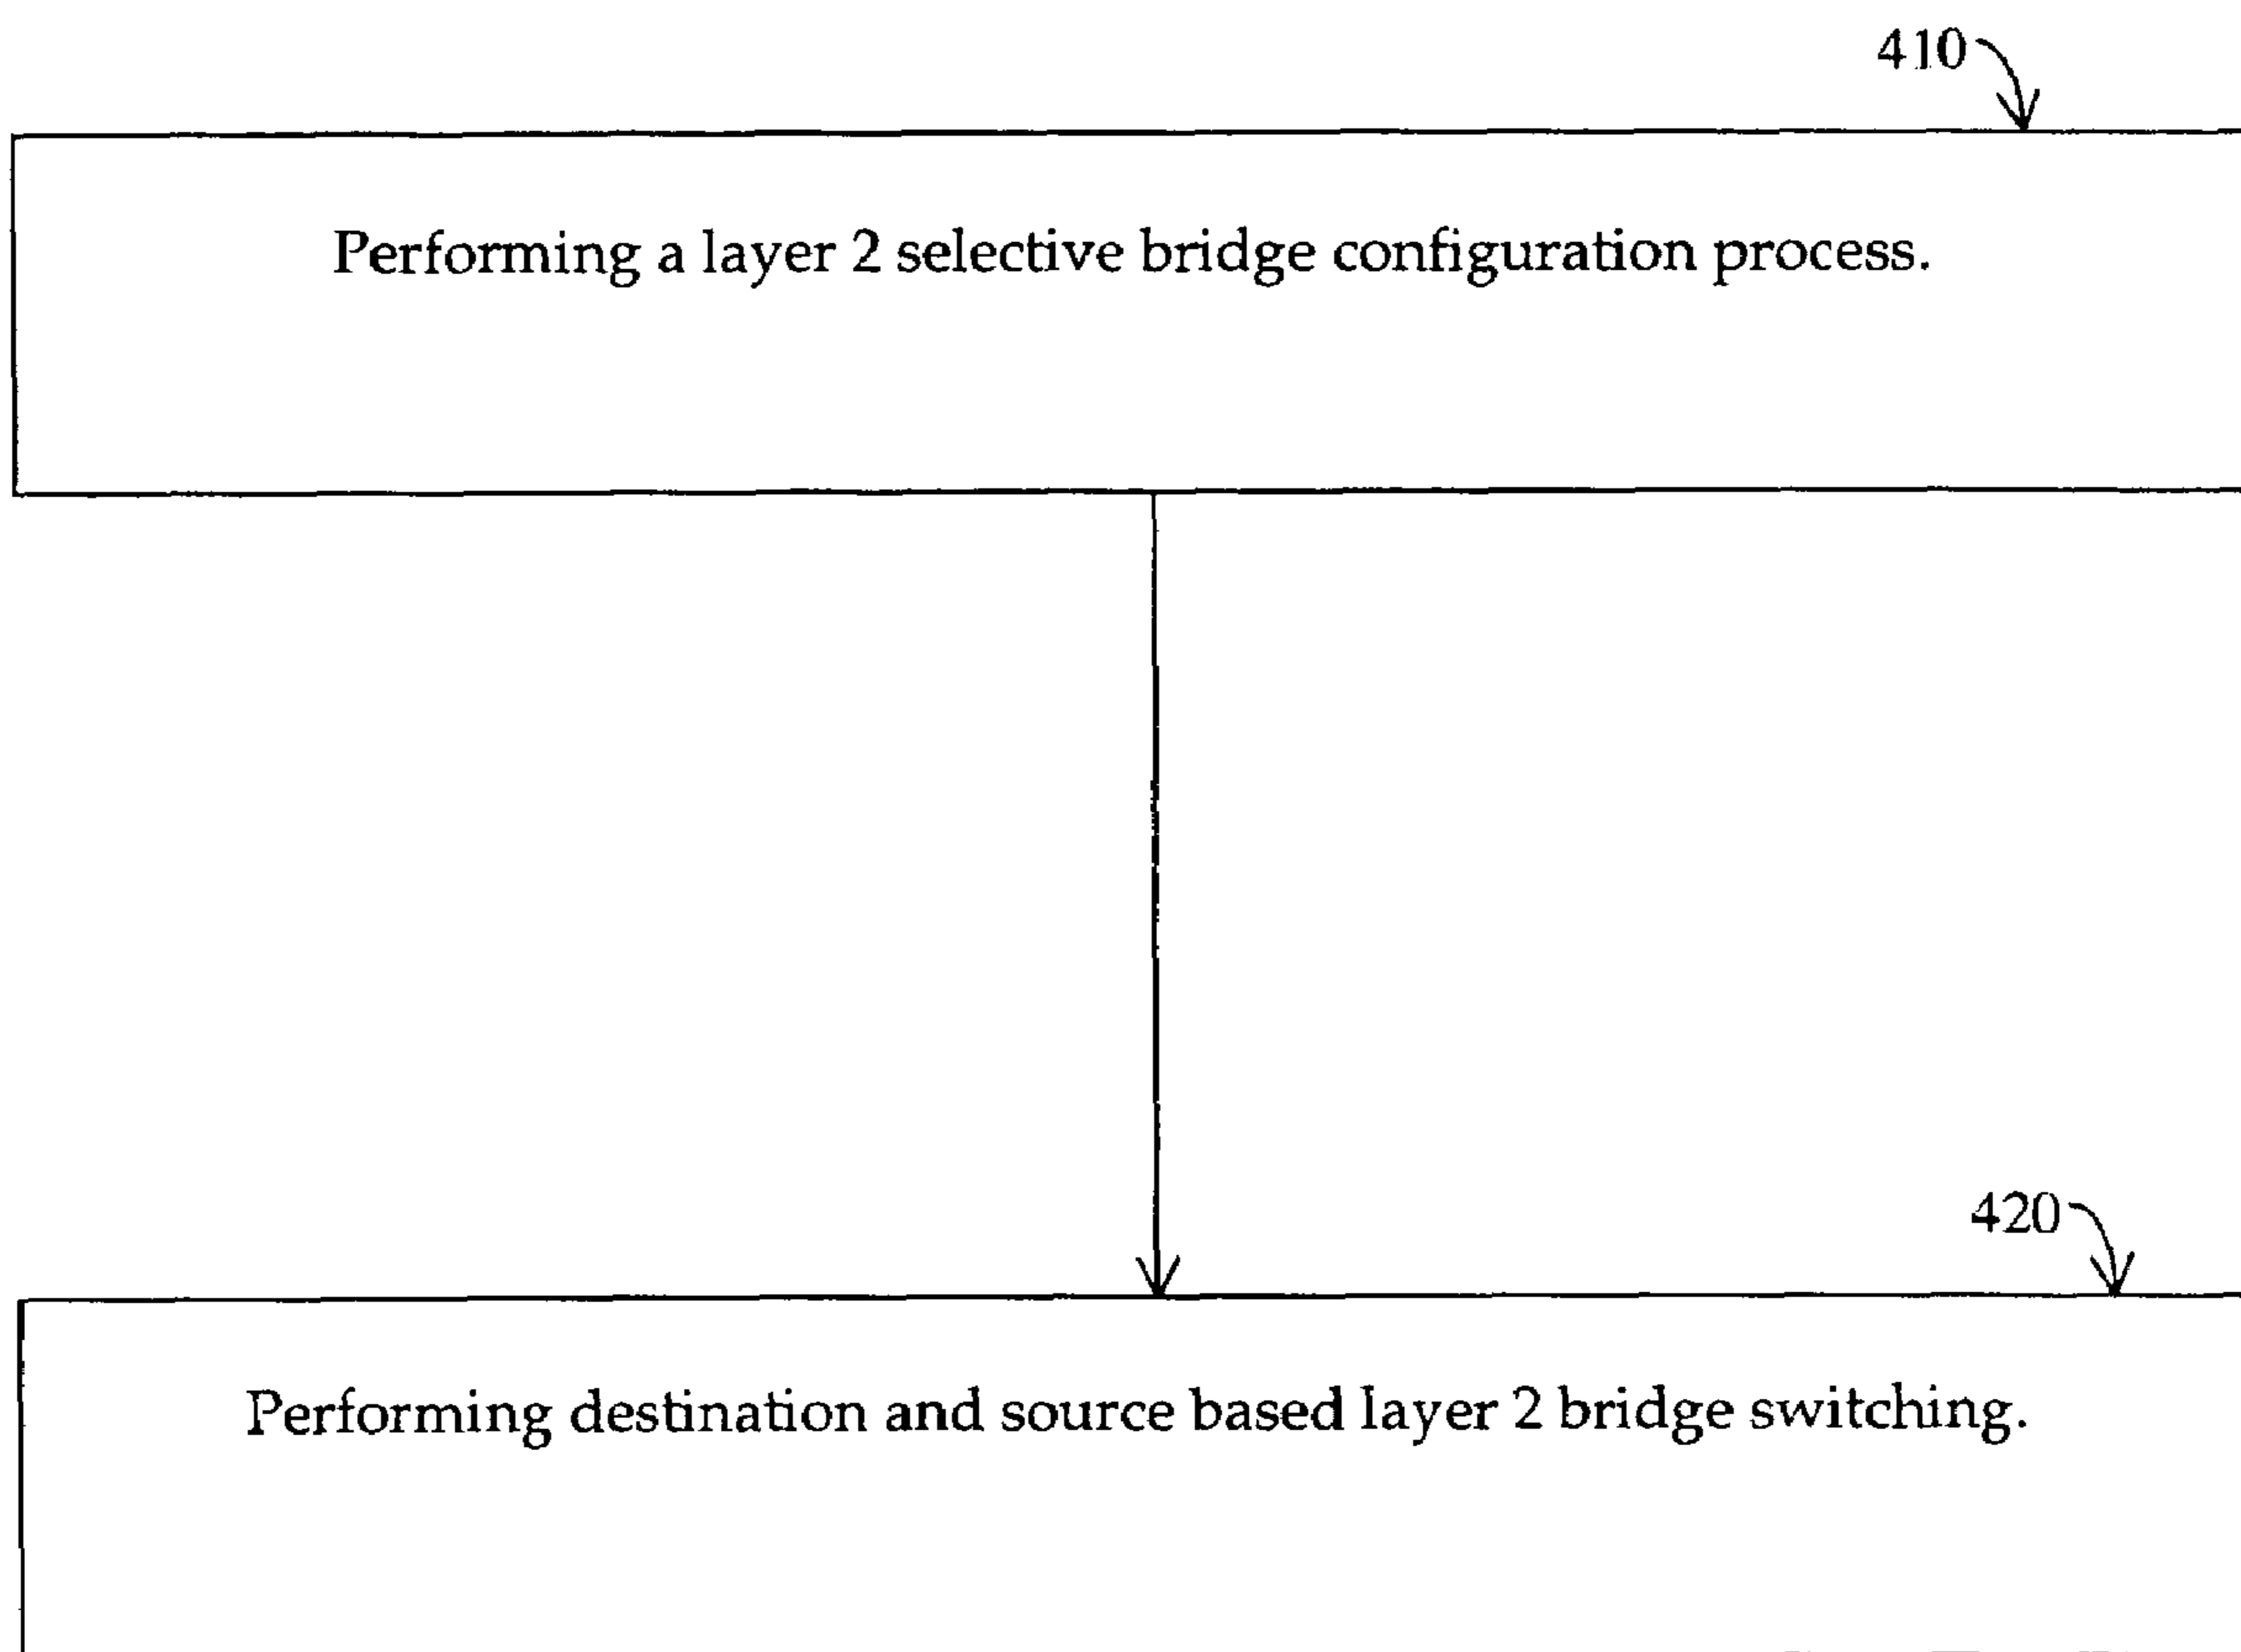 410
Performing a layer 2 selective bridge configuration process.
420
Performing destination and source based layer 2 bridge switching.